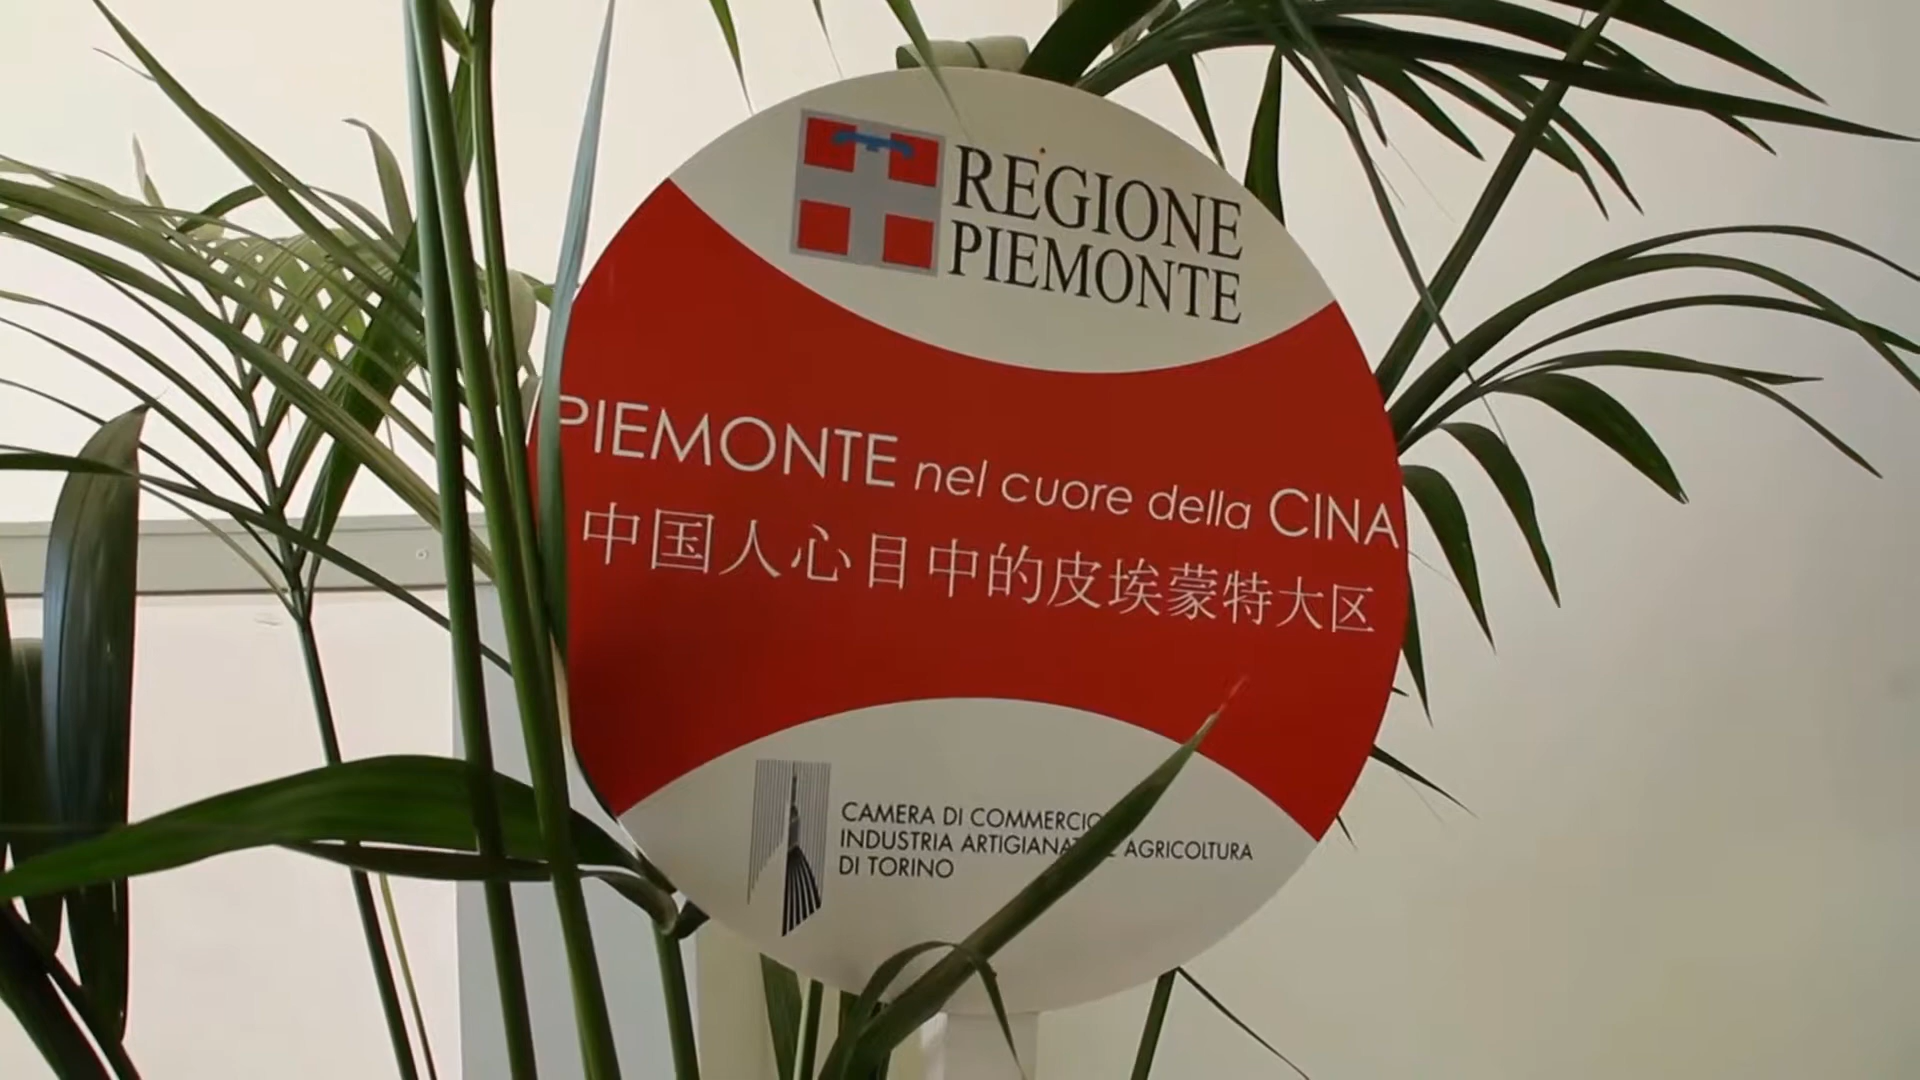 REGIONE
PIEMONTE
PIEMONTE nel cuore della CINA
中国人心目中的皮埃蒙特大区
CAMERA DI COMMERCIO
INDUSTRIA ARTIGIANATO E AGRICOLTURA
DI TORINO